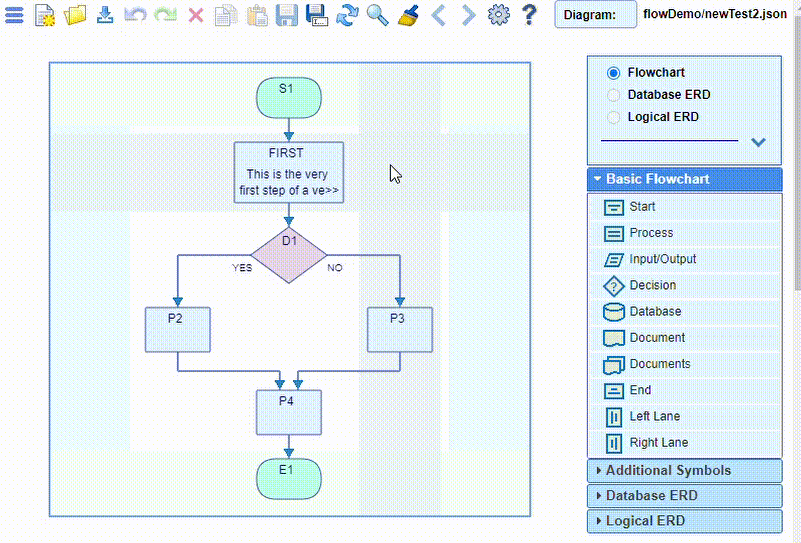 Diagram: flowDemo/newTest2.json
S1
FIRST
This is the very
first step of a ve>>
D1
YES
NO
P2
P3
P4
E1
Flowchart
Database ERD
Logical ERD
Basic Flowchart
Start
Process
Input/Output
Decision
Database
Document
Documents
End
Left Lane
Right Lane
Additional Symbols
Database ERD
Logical ERD